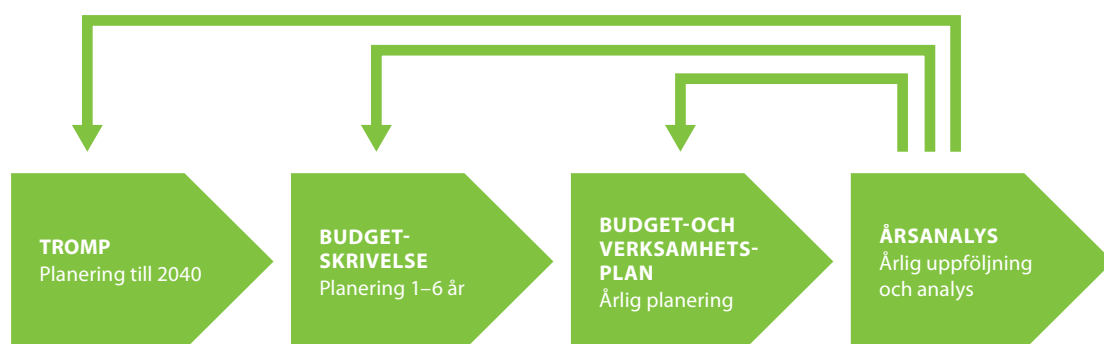 TROMP
Planering till 2040
BUDGET-
SKRIVELSE
Planering 1–6 år
BUDGET-OCH
VERKSAMHETS-
PLAN
Årlig planering
ÅRSANALYS
Årlig uppföljning
och analys